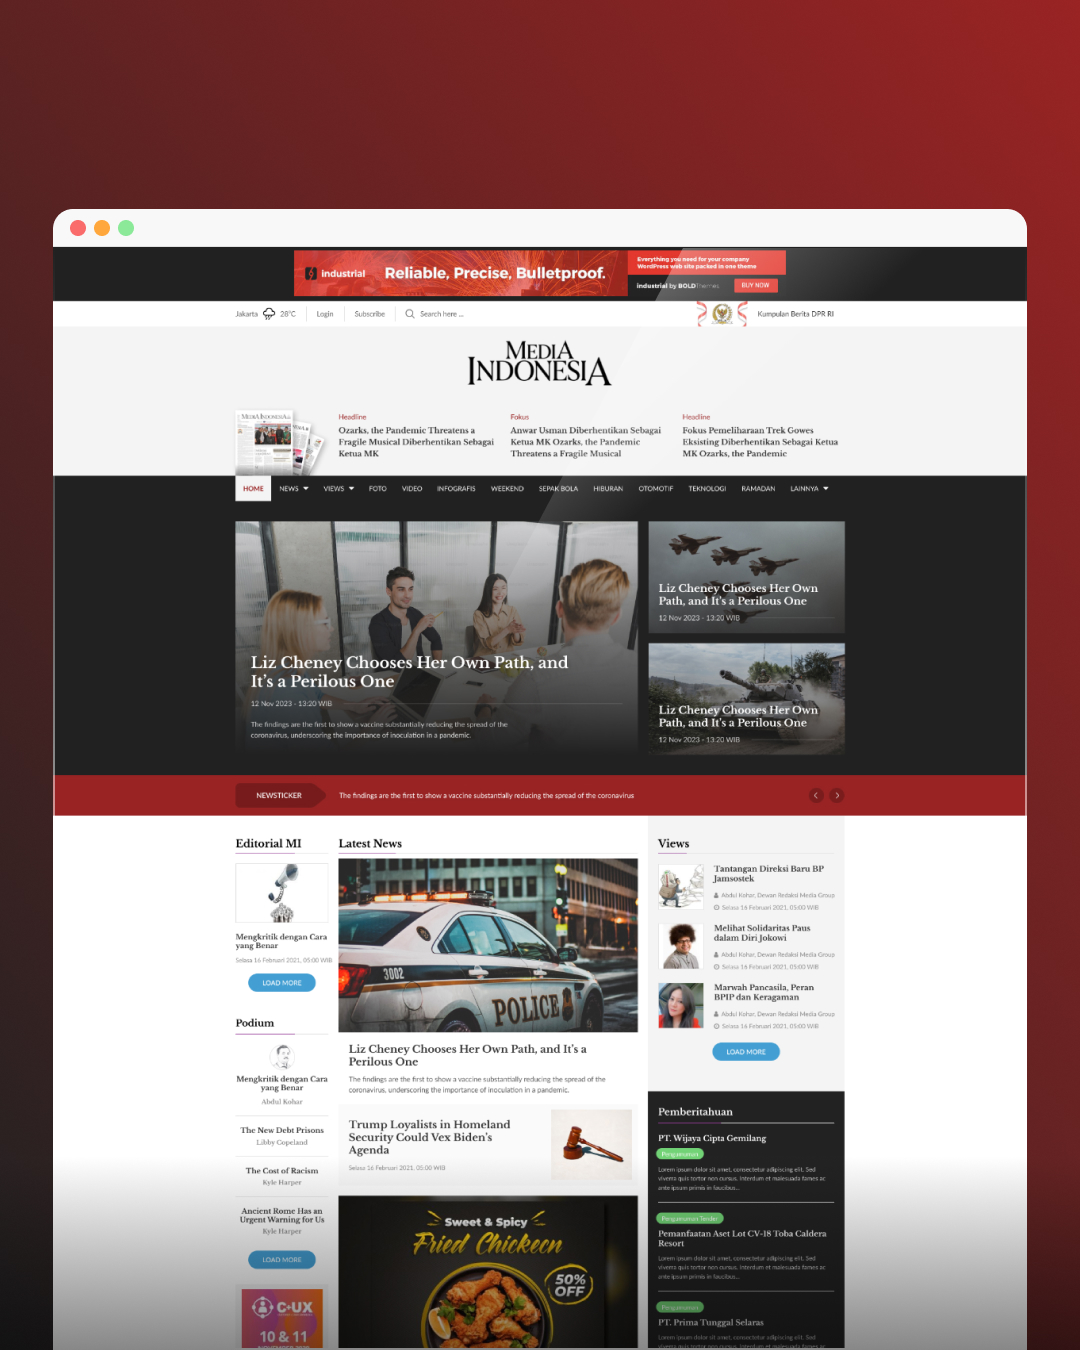 industrial
Reliable, Precise, Bulletproof.
Everything you need for your company
WordPress web site packed in one theme
industrial by BOLDThemes
BUY NOW
Jakarta 28°C Login Subscribe Search here ...
Kumpulan Berita DPR RI
MEDIA
INDONESIA
MEDIA INDONESIA
Headline
Ozarks, the Pandemic Threatens a
Fragile Musical Diberhentikan Sebagai
Ketua MK
Fokus
Anwar Usman Diberhentikan Sebagai
Ketua MK Ozarks, the Pandemic
Threatens a Fragile Musical
Headline
Fokus Pemeliharaan Trek Gowes
Eksisting Diberhentikan Sebagai Ketua
MK Ozarks, the Pandemic
HOME NEWS VIEWS FOTO VIDEO INFOGRAFIS WEEKEND SEPAK BOLA HIBURAN OTOMOTIF TEKNOLOGI RAMADAN LAINNYA
Liz Cheney Chooses Her Own Path, and
It's a Perilous One
12 Nov 2023 - 13:20 WIB
The findings are the first to show a vaccine substantially reducing the spread of the
coronavirus, underscoring the importance of inoculation in a pandemic.
Liz Cheney Chooses Her Own
Path, and It's a Perilous One
12 Nov 2023 - 13:20 WIB
Liz Cheney Chooses Her Own
Path, and It's a Perilous One
12 Nov 2023 - 13:20 WIB
NEWSTICKER
The findings are the first to show a vaccine substantially reducing the spread of the coronavirus
Editorial MI
Mengkritik dengan Cara
yang Benar
Selasa 16 Februari 2021, 05:00 WIB
LOAD MORE
Podium
Mengkritik dengan Cara
yang Benar
Abdul Kohar
The New Debt Prisons
Libby Copeland
The Cost of Racism
Kyle Harper
Ancient Rome Has an
Urgent Warning for Us
Kyle Harper
LOAD MORE
C+UX
10 & 11
Latest News
3002
POLICE
Liz Cheney Chooses Her Own Path, and It's a
Perilous One
The findings are the first to show a vaccine substantially reducing the spread of the
coronavirus, underscoring the importance of inoculation in a pandemic.
Trump Loyalists in Homeland
Security Could Vex Biden's
Agenda
Selasa 16 Februari 2021, 05:00 WIB
Sweet & Spicy
Fried Chickeen
50%
OFF
Views
Tantangan Direksi Baru BP
Jamsostek
Abdul Kohar, Dewan Redaksi Media Group
Selasa 16 Februari 2021, 05:00 WIB
Melihat Solidaritas Paus
dalam Diri Jokowi
Abdul Kohar, Dewan Redaksi Media Group
Selasa 16 Februari 2021, 05:00 WIB
Marwah Pancasila, Peran
BPIP dan Keragaman
Abdul Kohar, Dewan Redaksi Media Group
Selasa 16 Februari 2021, 05:00 WIB
LOAD MORE
Pemberitahuan
PT. Wijaya Cipta Gemilang
Pengumuman
Lorem ipsum dolor sit amet, consectetur adipiscing elit. Sed
viverra quis tortor non cursus. Interdum et malesuada fames ac
ante ipsum primis in faucibus...
Pengumuman Tender
Pemanfaatan Aset Lot CV-18 Toba Caldera
Resort
Lorem ipsum dolor sit amet, consectetur adipiscing elit. Sed
viverra quis tortor non cursus. Interdum et malesuada fames ac
ante ipsum primis in faucibus...
Pengumuman
PT. Prima Tunggal Selaras
Lorem ipsum dolor sit amet, consectetur adipiscing elit. Sed